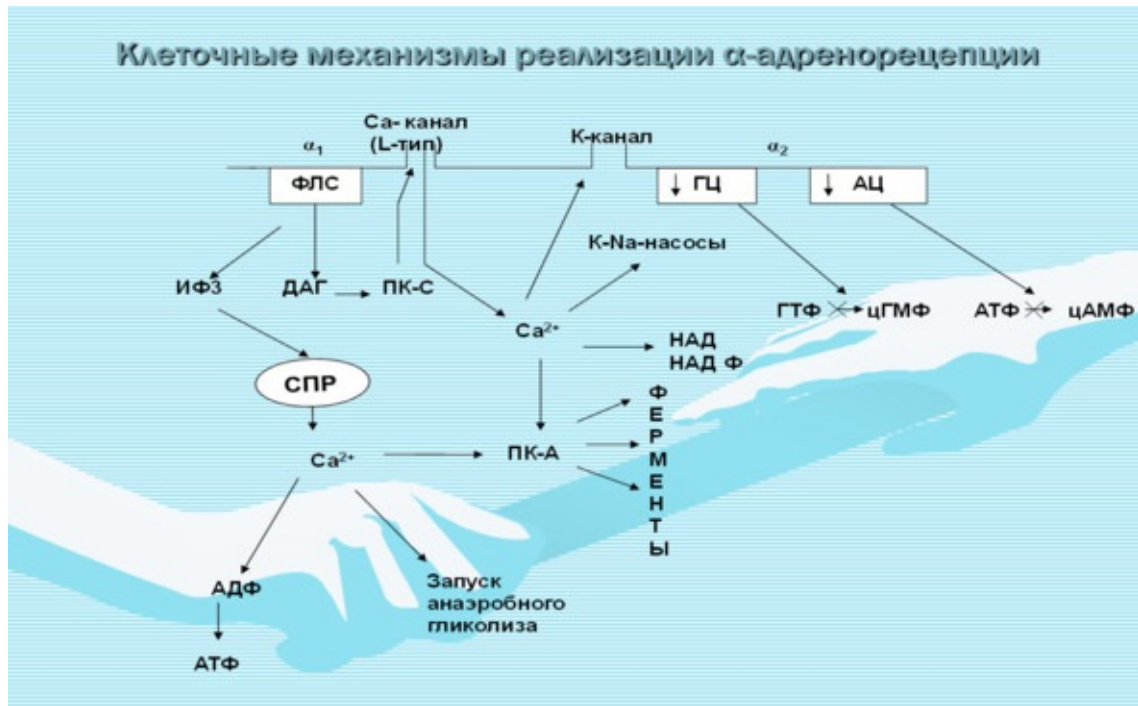 Клеточные механизмы реализации α-адренорецепции
Са- канал
(L-тип)
К-канал
α₁
α₂
ФЛС
↓ ГЦ
↓ АЦ
К-Na-насосы
ИФ3
ДАГ
ПК-С
Са²⁺
ГТФ
цГМФ
АТФ
цАМФ
НАД
НАД Ф
СПР
Са²⁺
ПК-А
Ф
Е
Р
М
Е
Н
Т
Ы
АДФ
Запуск
анаэробного
гликолиза
АТФ